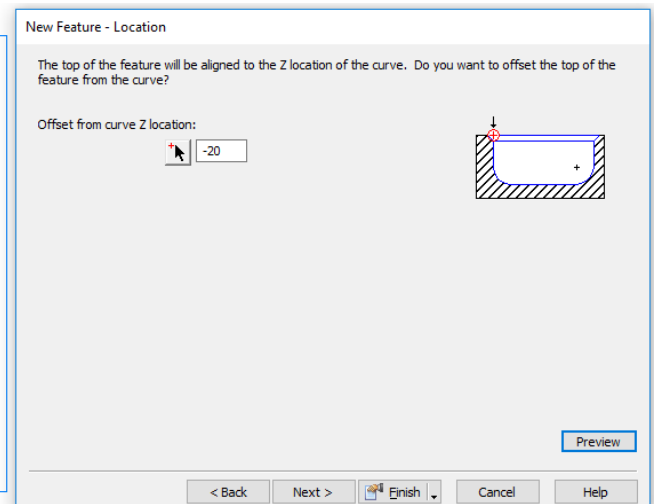 New Feature - Location
The top of the feature will be aligned to the Z location of the curve. Do you want to offset the top of the
feature from the curve?
Offset from curve Z location:
-20
Preview
< Back
Next >
Finish
Cancel
Help